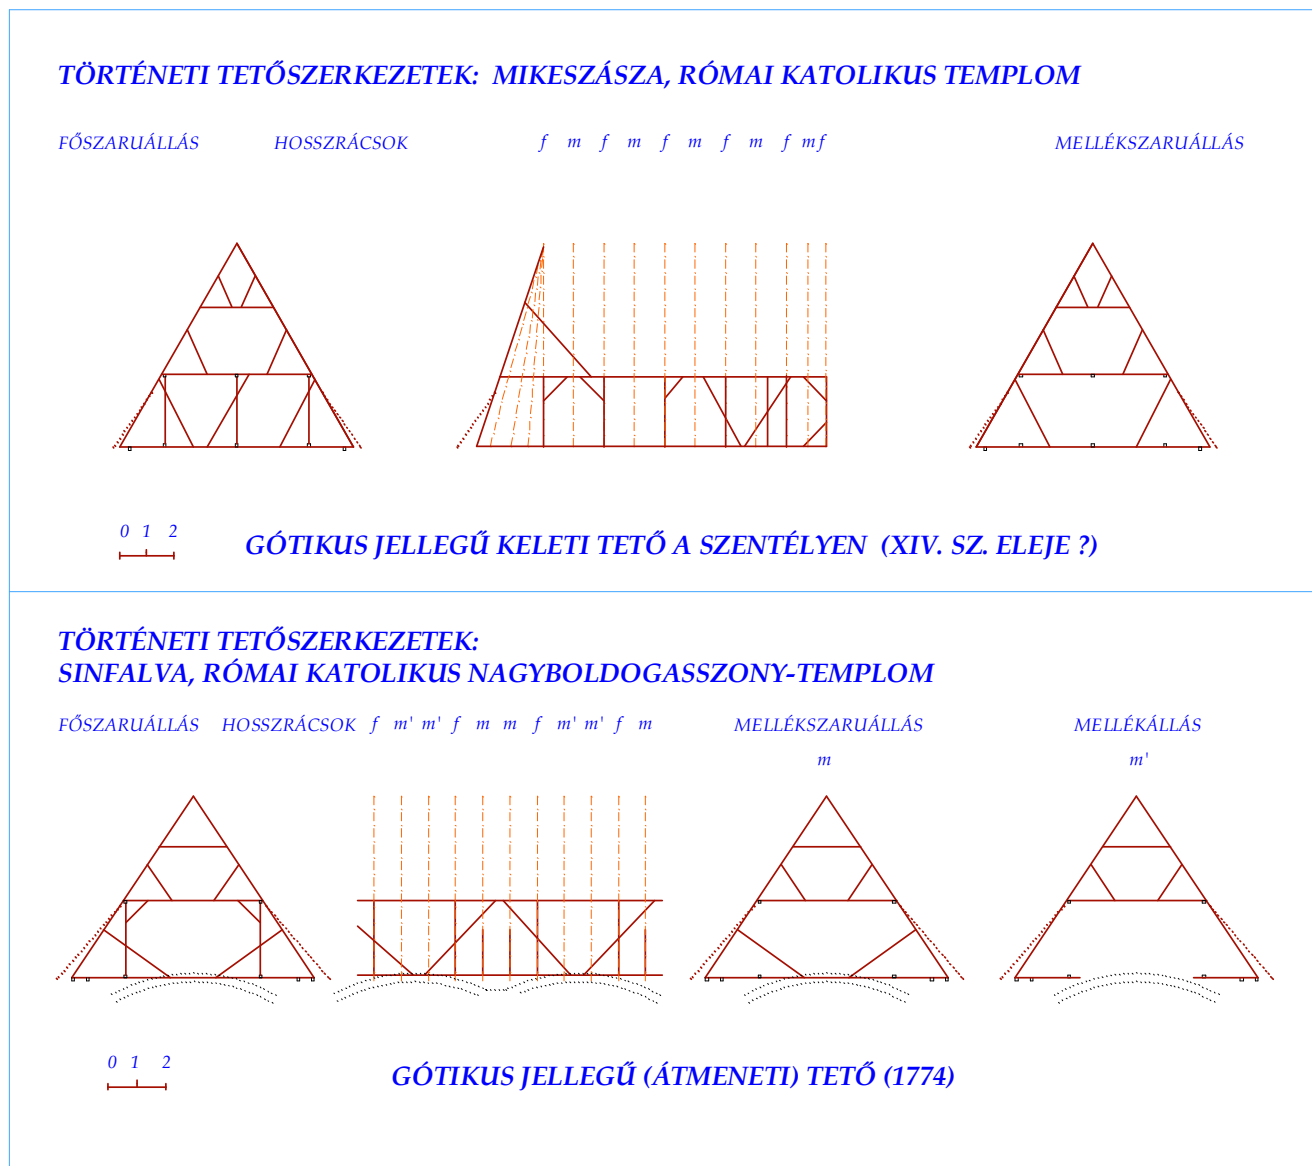 TÖRTÉNETI TETŐSZERKEZETEK: MIKESZÁSZA, RÓMAI KATOLIKUS TEMPLOM
FŐSZARUÁLLÁS HOSSZRÁCSOK f m f m f m f m f m f MELLÉKSZARUÁLLÁS
0 1 2
GÓTIKUS JELLEGŰ KELETI TETŐ A SZENTÉLYEN (XIV. SZ. ELEJE ?)
TÖRTÉNETI TETŐSZERKEZETEK:
SINFALVA, RÓMAI KATOLIKUS NAGYBOLDOGASSZONY-TEMPLOM
FŐSZARUÁLLÁS HOSSZRÁCSOK f m' m' f m m f m' m' f m MELLÉKSZARUÁLLÁS MELLÉKÁLLÁS
m m'
0 1 2
GÓTIKUS JELLEGŰ (ÁTMENETI) TETŐ (1774)